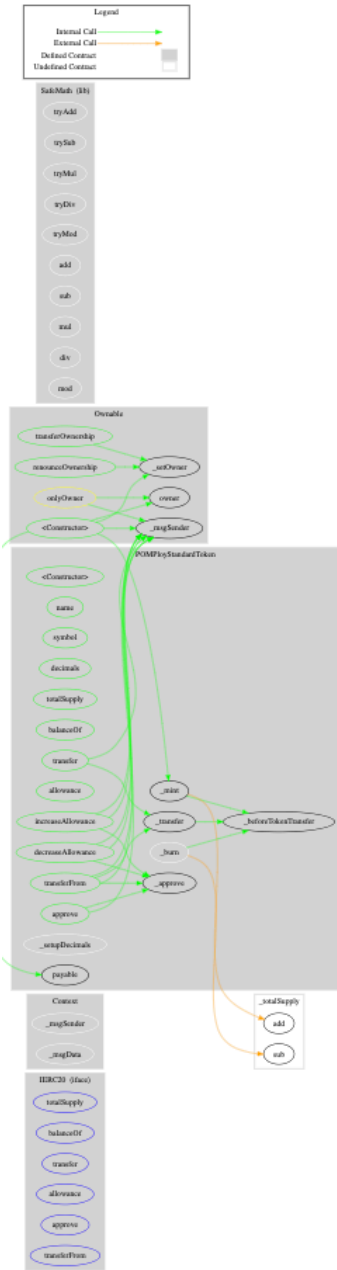 Legend
Internal Call
External Call
Defined Contract
Undefined Contract
SafeMath (lib)
tryAdd
trySub
tryMul
tryDiv
tryMod
add
sub
mul
div
mod
Ownable
transferOwnership
renounceOwnership
_setOwner
onlyOwner
owner
<Constructor>
_msgSender
POMPloyStandardToken
<Constructor>
name
symbol
decimals
totalSupply
balanceOf
transfer
allowance
_mint
increaseAllowance
_transfer
_beforeTokenTransfer
decreaseAllowance
_burn
transferFrom
_approve
approve
_setupDecimals
payable
Context
_totalSupply
_msgSender
add
_msgData
sub
IERC20 (iface)
totalSupply
balanceOf
transfer
allowance
approve
transferFrom